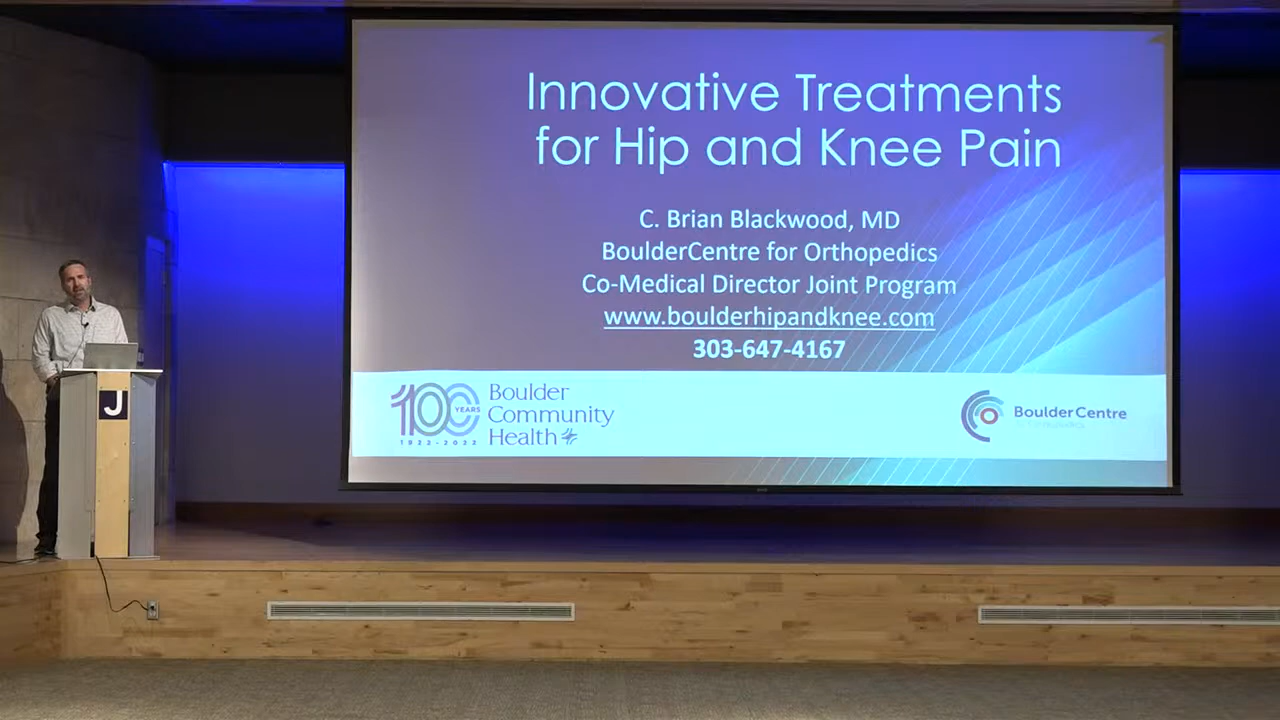 Innovative Treatments
for Hip and Knee Pain
C. Brian Blackwood, MD
BoulderCentre for Orthopedics
Co-Medical Director Joint Program
www.boulderhipandknee.com
303-647-4167
100
YEARS
1922-2022
Boulder
Community
Health
BoulderCentre
J